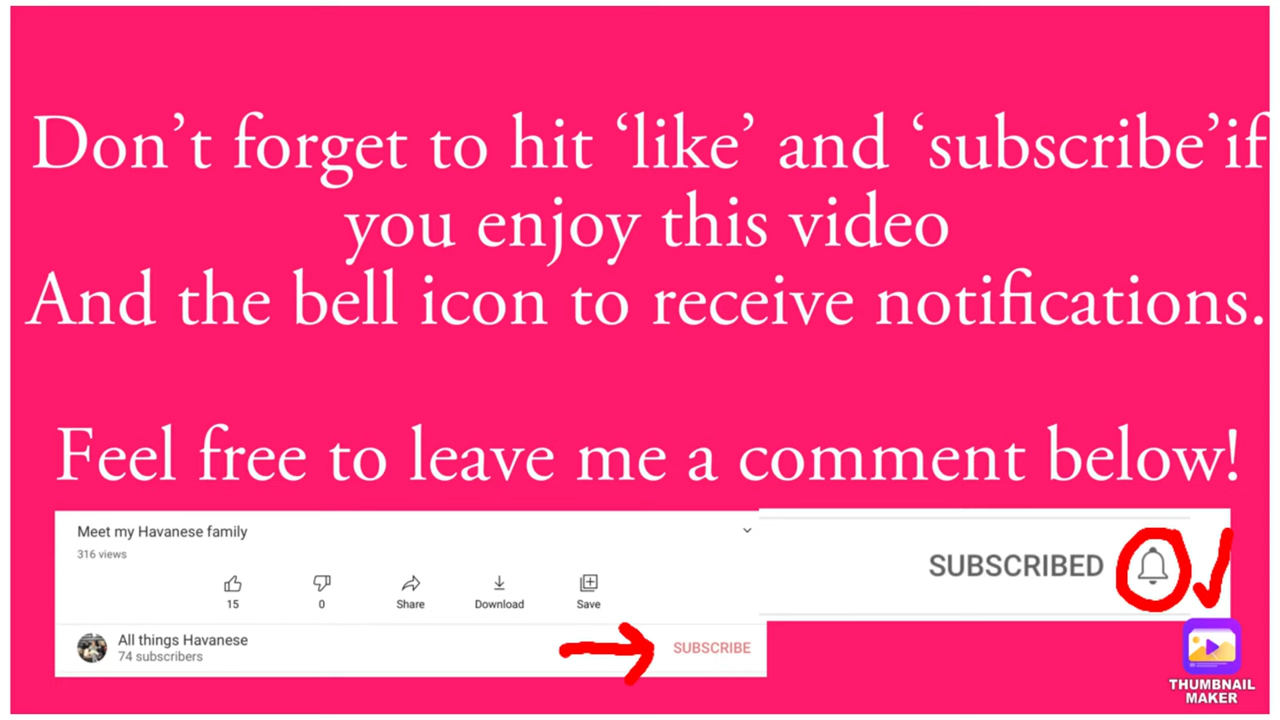 Don’t forget to hit ‘like’ and ‘subscribe’if
you enjoy this video
And the bell icon to receive notifications.
Feel free to leave me a comment below!
Meet my Havanese family
316 views
15
0
Share
Download
Save
All things Havanese
74 subscribers
SUBSCRIBE
SUBSCRIBED
THUMBNAIL
MAKER